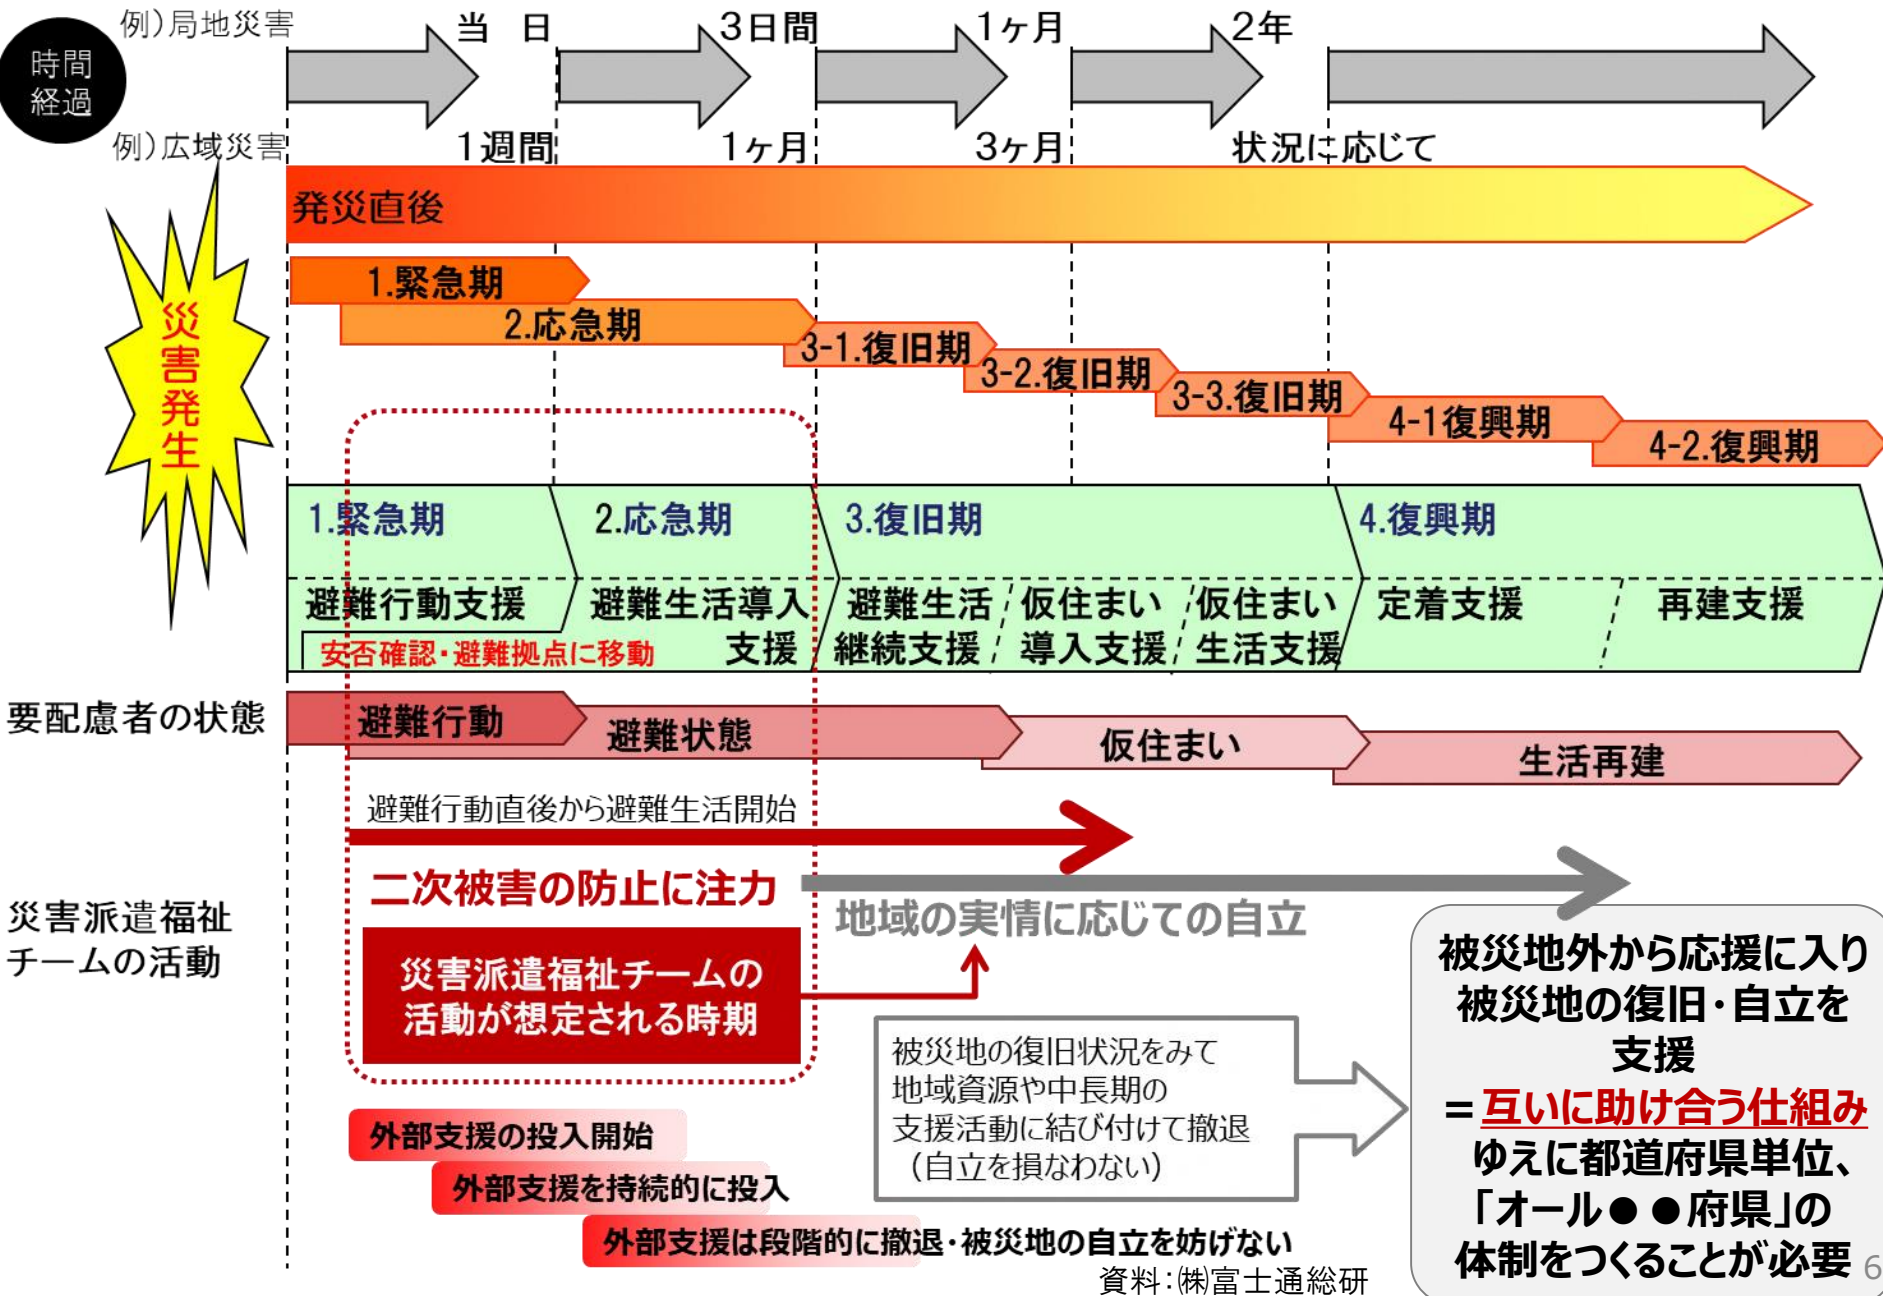 例）局地災害
当　日
3日間
1ヶ月
2年
時間
経過
例）広域災害
1週間
1ヶ月
3ヶ月
状況に応じて
発災直後
災害発生
1.緊急期
2.応急期
3-1.復旧期
3-2.復旧期
3-3.復旧期
4-1復興期
4-2.復興期
1.緊急期
2.応急期
3.復旧期
4.復興期
避難行動支援
安否確認・避難拠点に移動
避難生活導入
支援
避難生活
継続支援
仮住まい
導入支援
仮住まい
生活支援
定着支援
再建支援
要配慮者の状態
避難行動
避難状態
仮住まい
生活再建
避難行動直後から避難生活開始
災害派遣福祉
チームの活動
二次被害の防止に注力
地域の実情に応じての自立
災害派遣福祉チームの
活動が想定される時期
被災地の復旧状況をみて
地域資源や中長期の
支援活動に結び付けて撤退
（自立を損なわない）
被災地外から応援に入り
被災地の復旧・自立を
支援
＝互いに助け合う仕組み
ゆえに都道府県単位、
「オール●●府県」の
体制をつくることが必要
外部支援の投入開始
外部支援を持続的に投入
外部支援は段階的に撤退・被災地の自立を妨げない
資料：㈱富士通総研
6